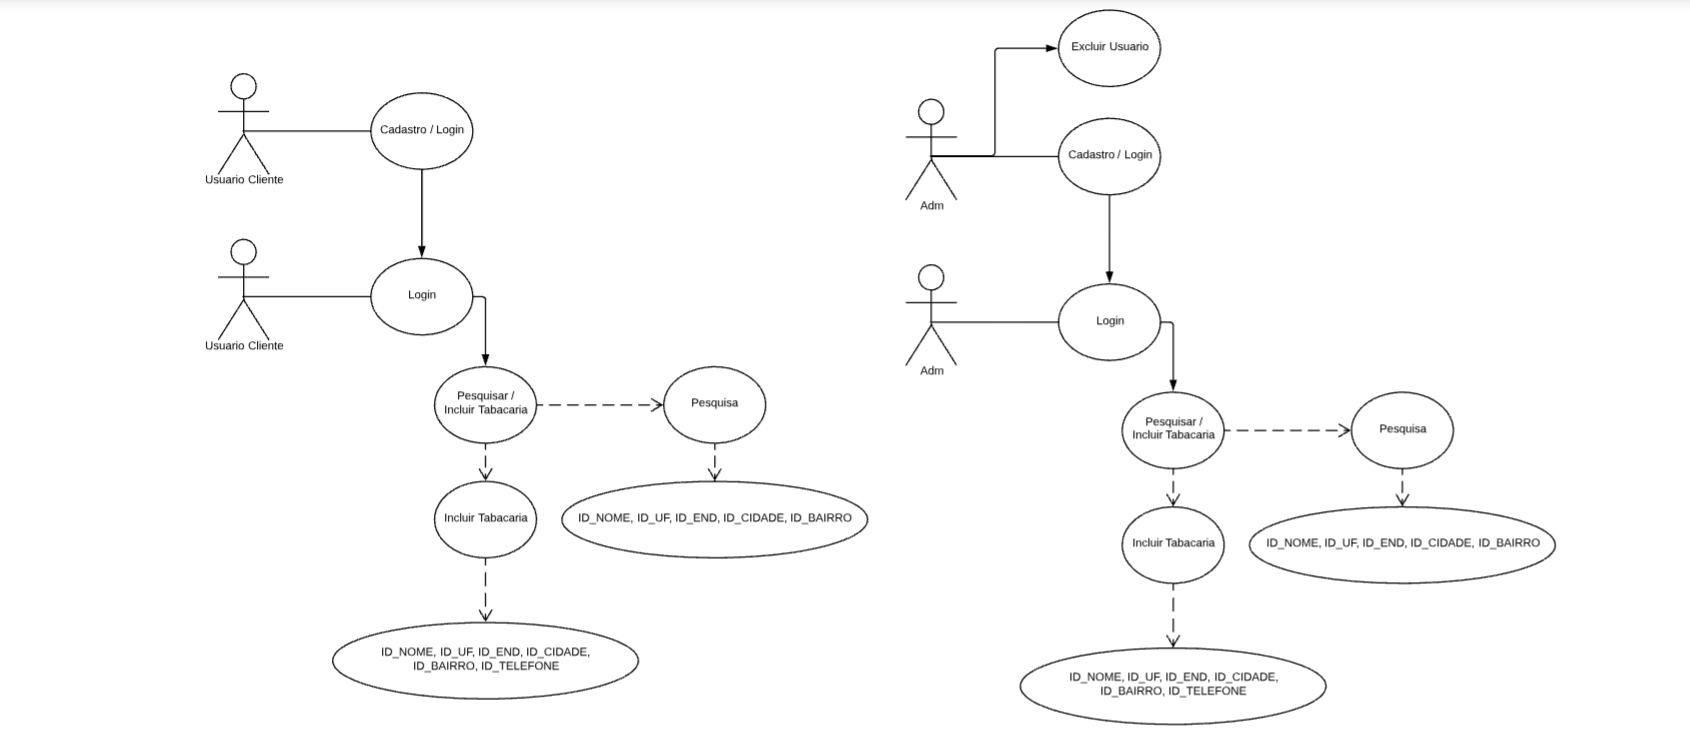 Cadastro / Login
Usuario Cliente
Login
Usuario Cliente
Pesquisar /
Incluir Tabacaria
Pesquisa
Incluir Tabacaria
ID_NOME, ID_UF, ID_END, ID_CIDADE, ID_BAIRRO
ID_NOME, ID_UF, ID_END, ID_CIDADE,
ID_BAIRRO, ID_TELEFONE
Excluir Usuario
Cadastro / Login
Adm
Login
Adm
Pesquisar /
Incluir Tabacaria
Pesquisa
Incluir Tabacaria
ID_NOME, ID_UF, ID_END, ID_CIDADE, ID_BAIRRO
ID_NOME, ID_UF, ID_END, ID_CIDADE,
ID_BAIRRO, ID_TELEFONE